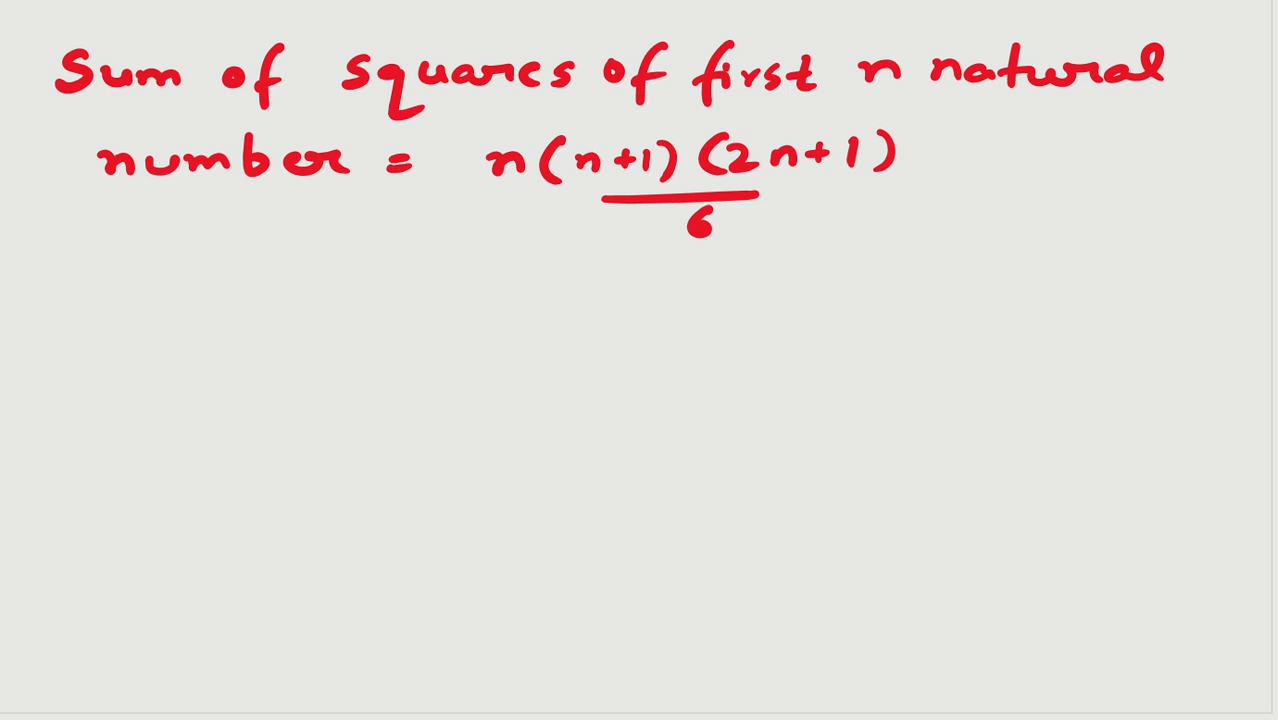 Sum of squares of first n natural
number = n(n+1)(2n+1)
6